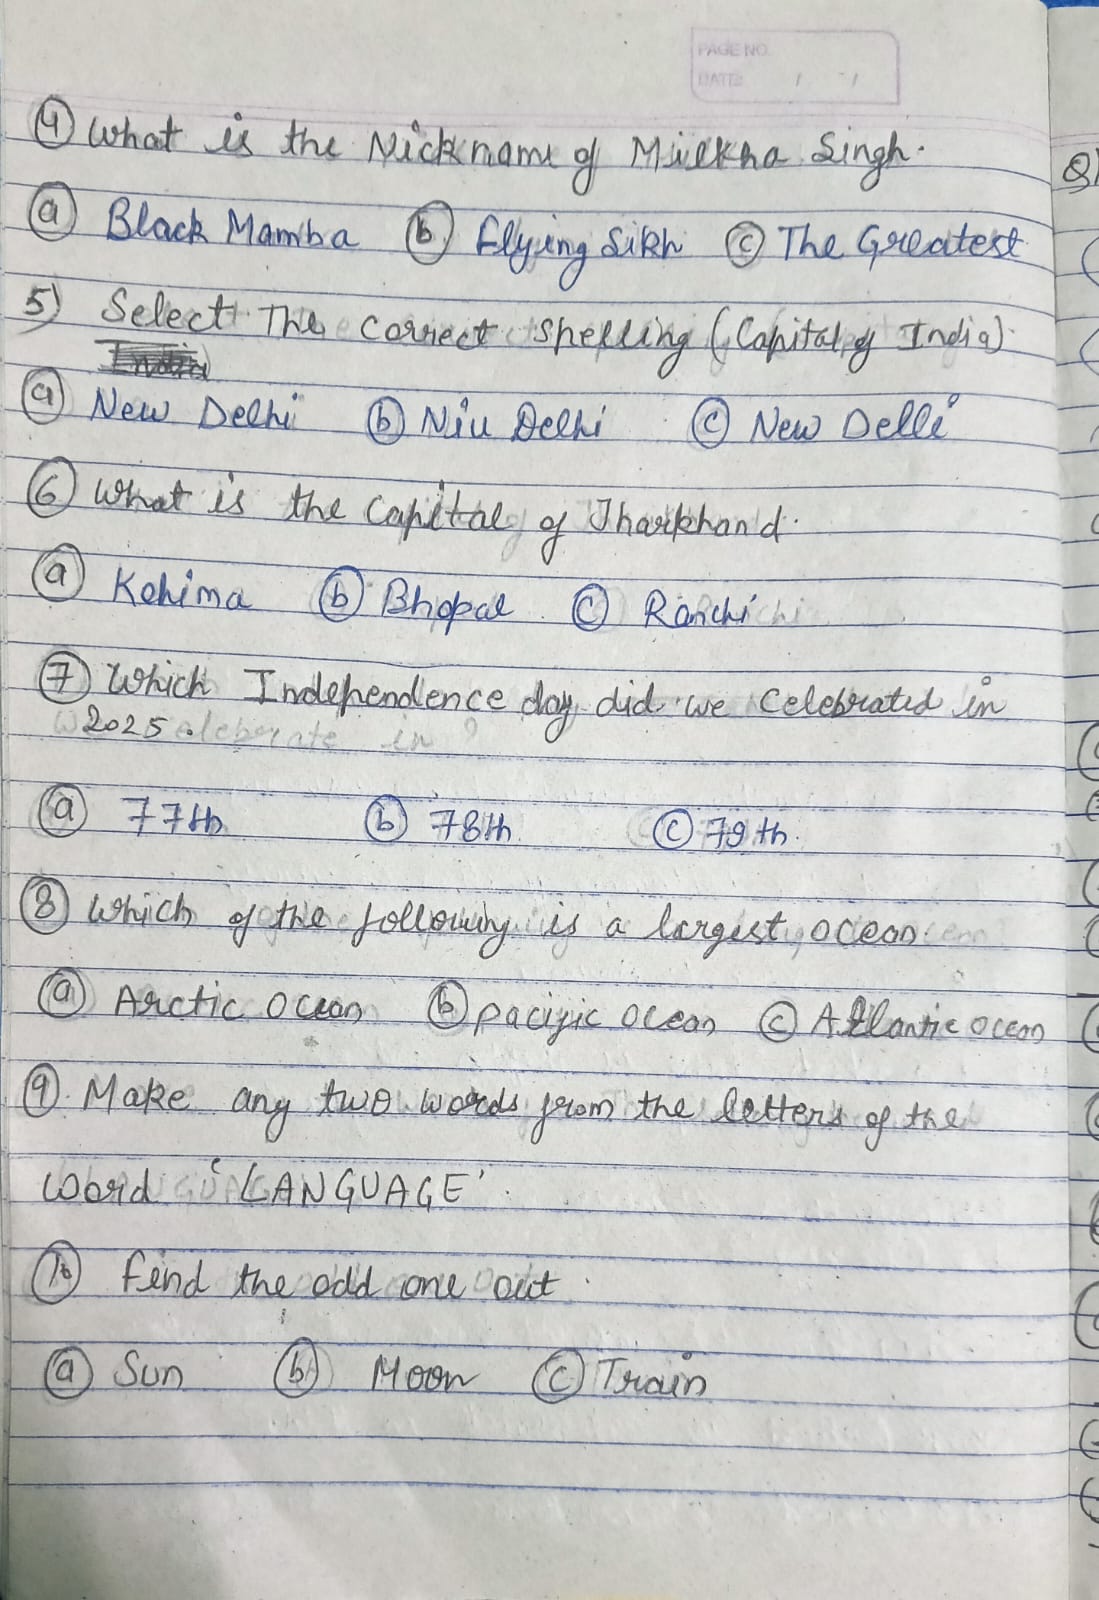 PAGE NO.
DATE: / /
4) What is the Nickname of Milkha Singh.
a) Black Mamba b) Flying Sikh c) The Greatest
5) Select The correct spelling (Capital of India)
a) New Delhi b) Niu Delhi c) New Delli
6) What is the Capital of Jharkhand.
a) Kohima b) Bhopal c) Ranchi
7) Which Independence day did we Celebrated in
2025.
a) 77th b) 78th c) 79th.
8) Which of the following is a largest ocean
a) Arctic ocean b) pacific ocean c) Atlantic ocean
9) Make any two words from the letters of the
word 'LANGUAGE'.
10) Find the odd one out.
a) Sun b) Moon c) Train